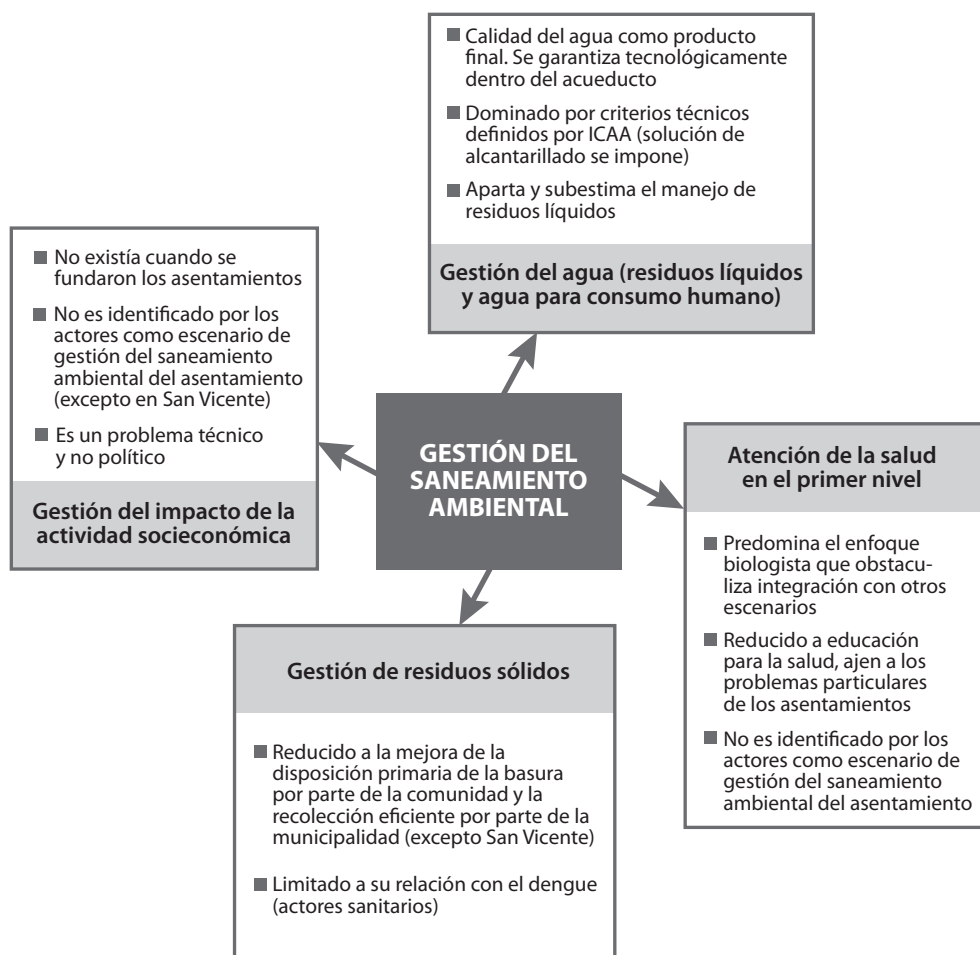 ■ Calidad del agua como producto
final. Se garantiza tecnológicamente
dentro del acueducto
■ Dominado por criterios técnicos
definidos por ICAA (solución de
alcantarillado se impone)
■ Aparta y subestima el manejo de
residuos líquidos
Gestión del agua (residuos líquidos
y agua para consumo humano)
■ No existía cuando se
fundaron los asentamientos
■ No es identificado por los
actores como escenario de
gestión del saneamiento
ambiental del asentamiento
(excepto en San Vicente)
■ Es un problema técnico
y no político
Gestión del impacto de la
actividad socieconómica
GESTIÓN DEL
SANEAMIENTO
AMBIENTAL
Atención de la salud
en el primer nivel
■ Predomina el enfoque
biologista que obstacu-
liza integración con otros
escenarios
■ Reducido a educación
para la salud, ajen a los
problemas particulares
de los asentamientos
■ No es identificado por los
actores como escenario de
gestión del saneamiento
ambiental del asentamiento
Gestión de residuos sólidos
■ Reducido a la mejora de la
disposición primaria de la basura
por parte de la comunidad y la
recolección eficiente por parte de la
municipalidad (excepto San Vicente)
■ Limitado a su relación con el dengue
(actores sanitarios)